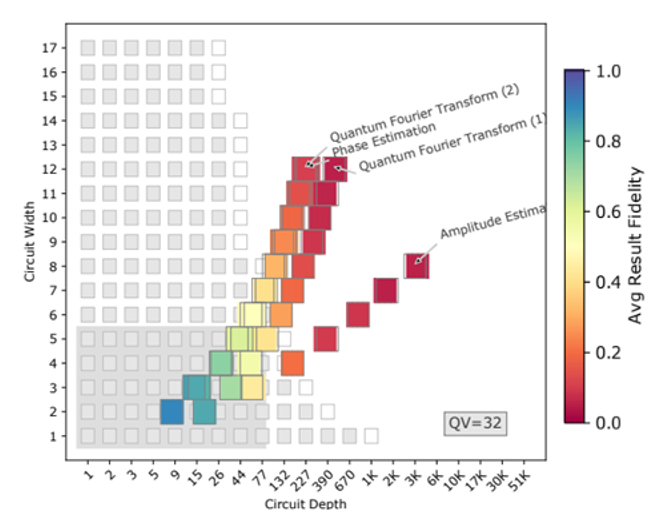 17
16
15
14
13
12
11
10
9
8
7
6
5
4
3
2
1
Circuit Width
Quantum Fourier Transform (2)
Phase Estimation
Quantum Fourier Transform (1)
Amplitude Estima
QV=32
1 2 3 5 9 15 26 44 77 132 227 390 670 1K 2K 3K 6K 10K 17K 30K 51K
Circuit Depth
1.0
0.8
0.6
0.4
0.2
0.0
Avg Result Fidelity